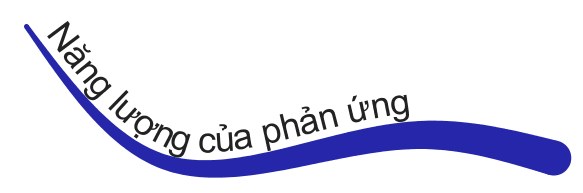 Năng lượng của phản ứng